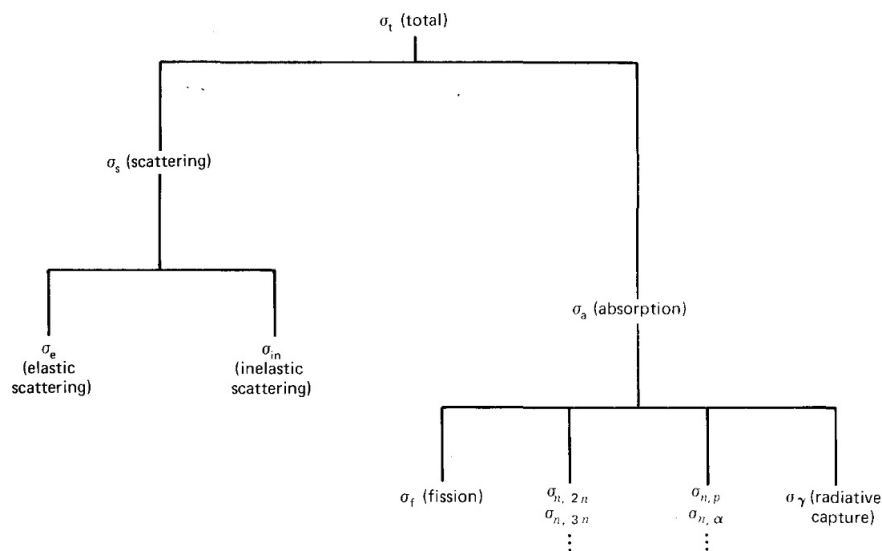 σt (total)
σs (scattering)
σa (absorption)
σe
(elastic
scattering)
σin
(inelastic
scattering)
σf (fission)
σn, 2n
σn, 3n
⋮
σn, p
σn, α
⋮
σγ (radiative
capture)